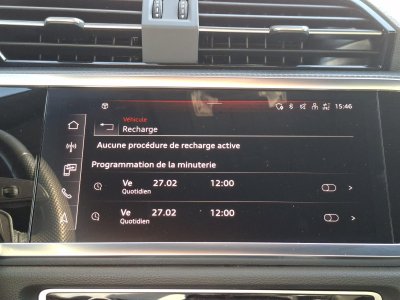 15:46
Véhicule
Recharge
Aucune procédure de recharge active
Programmation de la minuterie
Ve 27.02 12:00
Quotidien
Ve 27.02 12:00
Quotidien